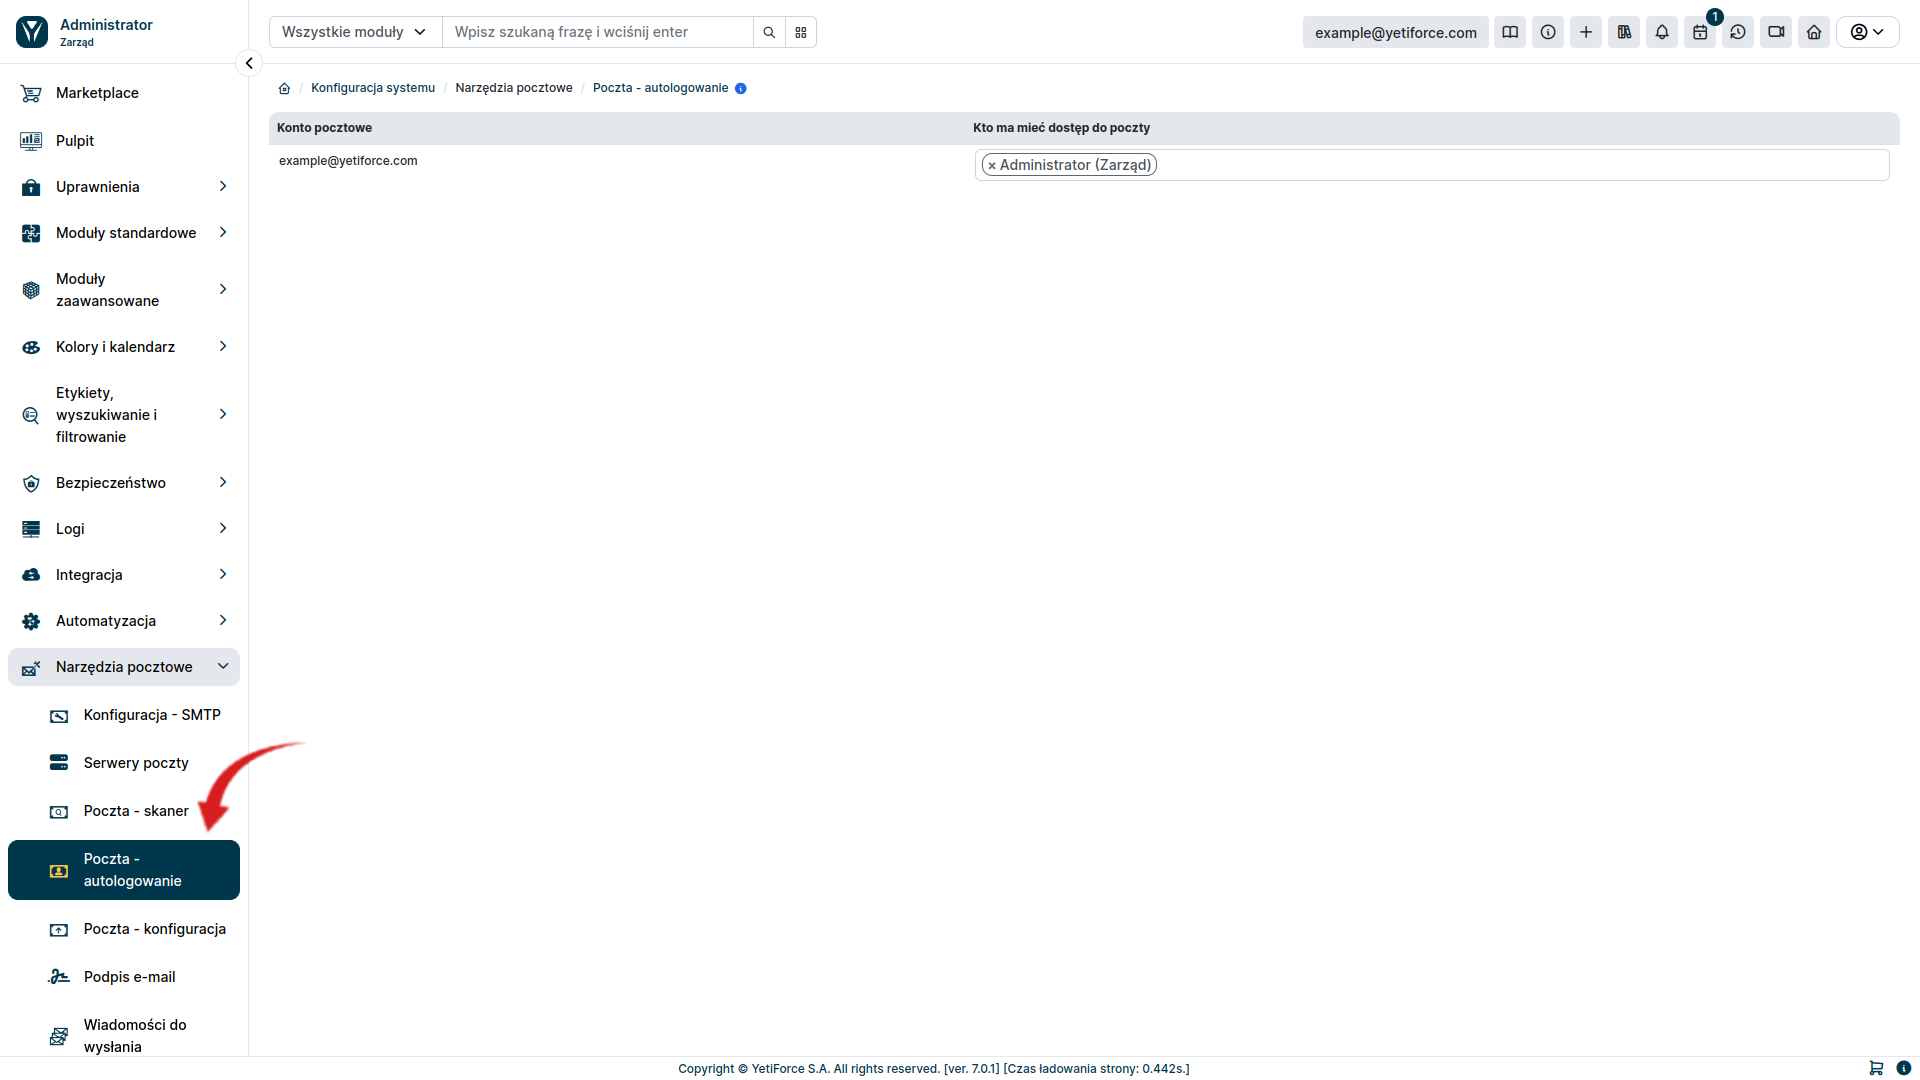 Administrator
Zarząd
Wszystkie moduły
Wpisz szukaną frazę i wciśnij enter
example@yetiforce.com
1
Marketplace
Pulpit
Uprawnienia
Moduły standardowe
Moduły
zaawansowane
Kolory i kalendarz
Etykiety,
wyszukiwanie i
filtrowanie
Bezpieczeństwo
Logi
Integracja
Automatyzacja
Narzędzia pocztowe
Konfiguracja - SMTP
Serwery poczty
Poczta - skaner
Poczta -
autologowanie
Poczta - konfiguracja
Podpis e-mail
Wiadomości do
wysłania
/ Konfiguracja systemu / Narzędzia pocztowe / Poczta - autologowanie
Konto pocztowe
Kto ma mieć dostęp do poczty
example@yetiforce.com
× Administrator (Zarząd)
Copyright © YetiForce S.A. All rights reserved. [ver. 7.0.1] [Czas ładowania strony: 0.442s.]